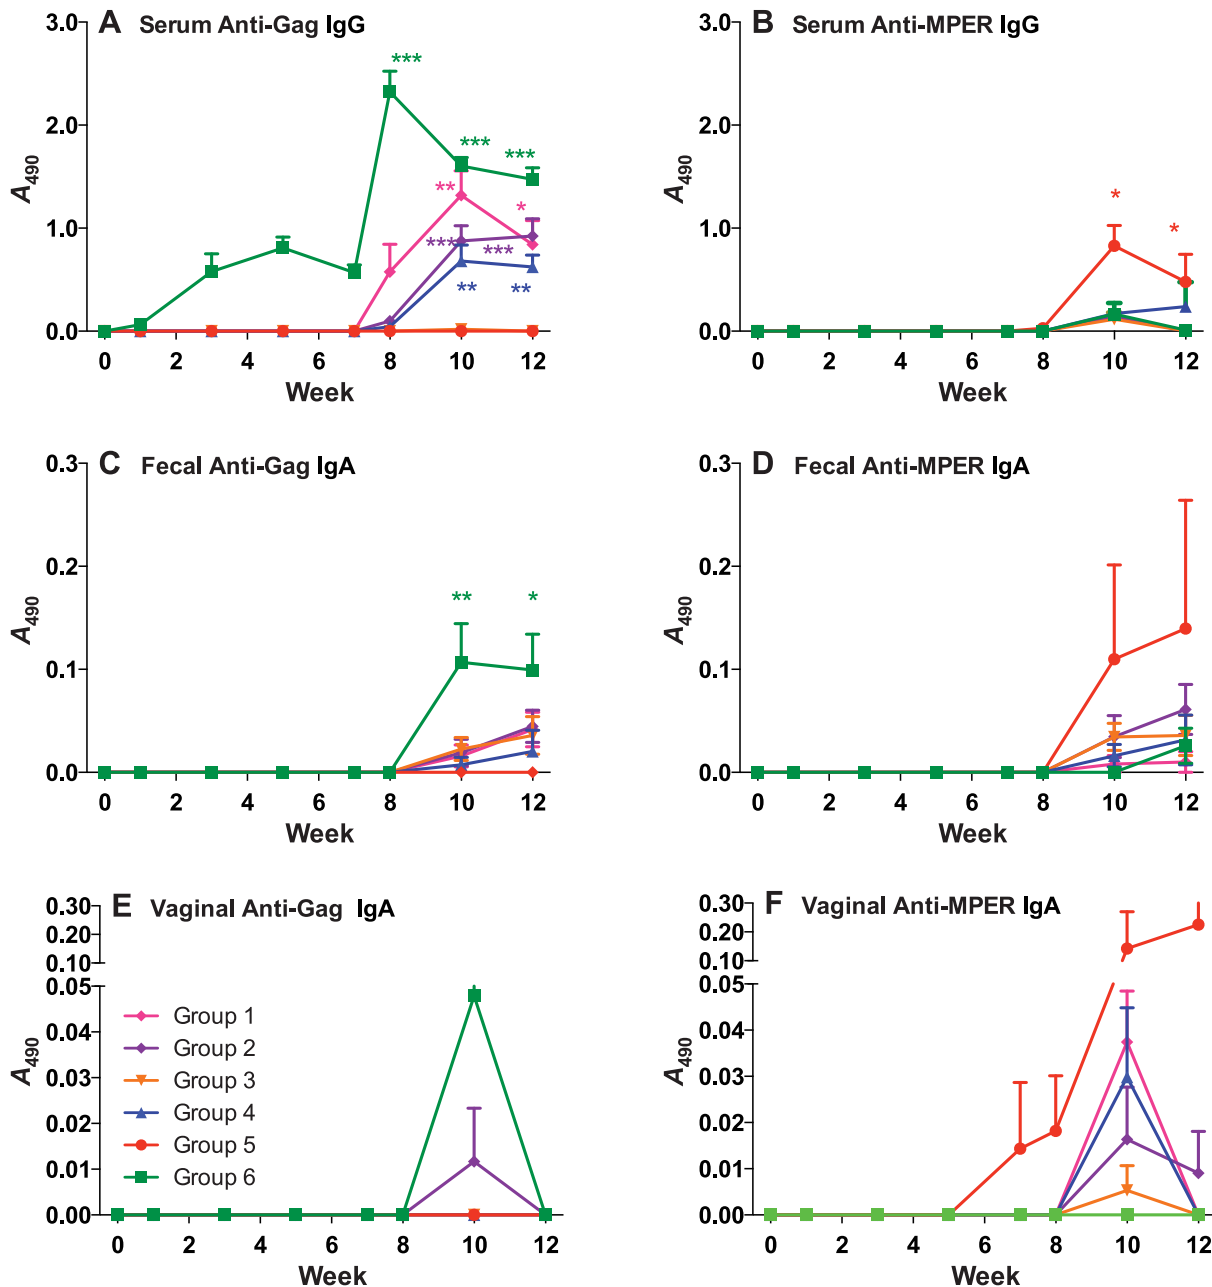 A Serum Anti-Gag IgG
3.0
2.0
1.0
0.0
A490
***
***
***
**
*
***
***
**
**
0 2 4 6 8 10 12
Week
B Serum Anti-MPER IgG
3.0
2.0
1.0
0.0
A490
*
*
0 2 4 6 8 10 12
Week
C Fecal Anti-Gag IgA
0.3
0.2
0.1
0.0
A490
**
*
0 2 4 6 8 10 12
Week
D Fecal Anti-MPER IgA
0.3
0.2
0.1
0.0
A490
0 2 4 6 8 10 12
Week
E Vaginal Anti-Gag IgA
0.30
0.20
0.10
0.05
0.04
0.03
0.02
0.01
0.00
A490
Group 1
Group 2
Group 3
Group 4
Group 5
Group 6
0 2 4 6 8 10 12
Week
F Vaginal Anti-MPER IgA
0.30
0.20
0.10
0.05
0.04
0.03
0.02
0.01
0.00
A490
0 2 4 6 8 10 12
Week